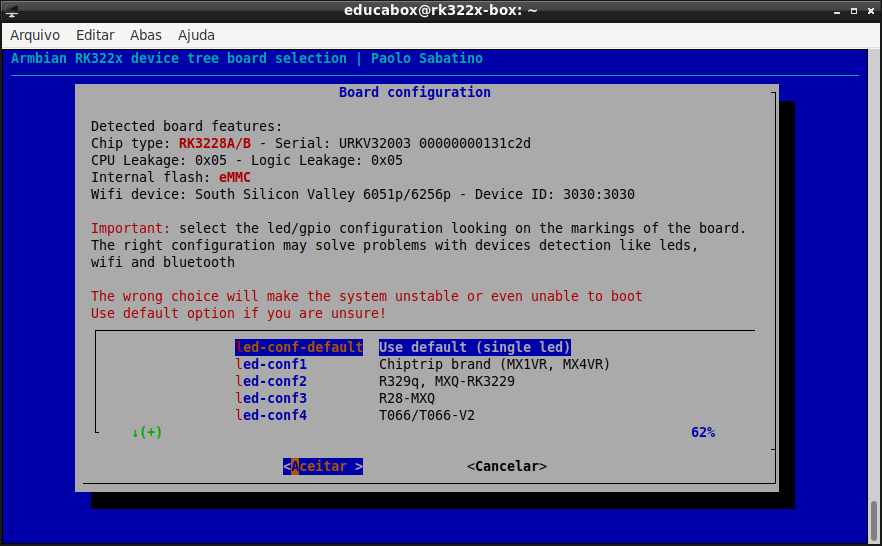 educabox@rk322x-box: ~
Arquivo Editar Abas Ajuda
Armbian RK322x device tree board selection | Paolo Sabatino
Board configuration
Detected board features:
Chip type: RK3228A/B - Serial: URKV32003 00000000131c2d
CPU Leakage: 0x05 - Logic Leakage: 0x05
Internal flash: eMMC
Wifi device: South Silicon Valley 6051p/6256p - Device ID: 3030:3030
Important: select the led/gpio configuration looking on the markings of the board.
The right configuration may solve problems with devices detection like leds,
wifi and bluetooth
The wrong choice will make the system unstable or even unable to boot
Use default option if you are unsure!
led-conf-default Use default (single led)
led-conf1 Chiptrip brand (MX1VR, MX4VR)
led-conf2 R329q, MXQ-RK3229
led-conf3 R28-MXQ
led-conf4 T066/T066-V2
↓(+) 62%
<Aceitar > <Cancelar>